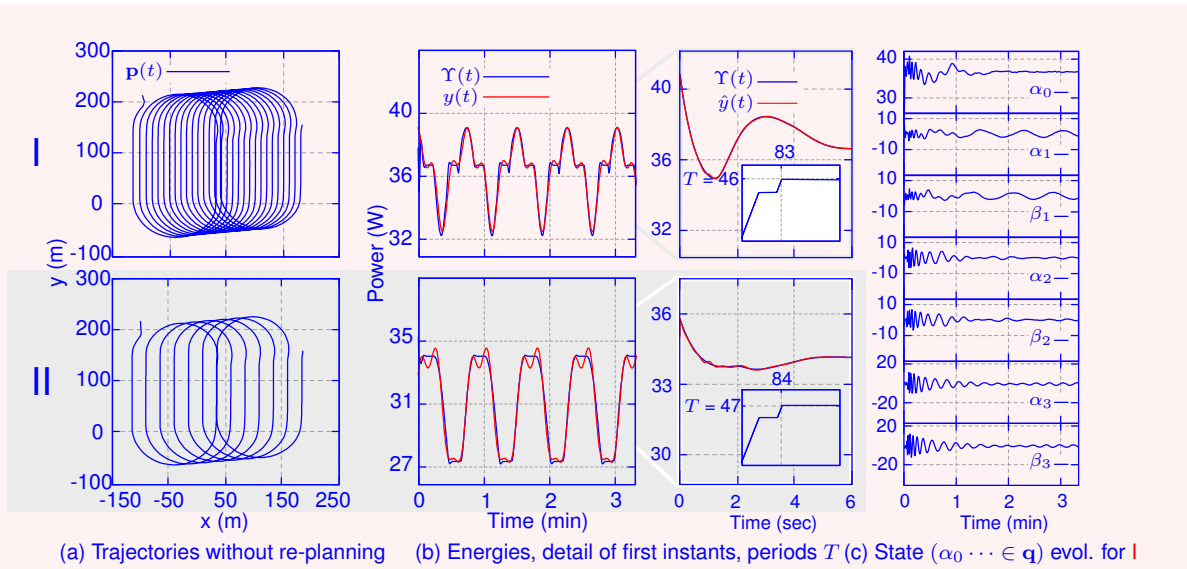 I
y (m)
300
200
100
0
-100
p(t)
Power (W)
39
36
32
Υ(t)
y(t)
40
36
32
Υ(t)
ŷ(t)
83
T = 46
40
30
α₀
10
-10
α₁
10
-10
β₁
10
-10
α₂
10
-10
β₂
20
-20
α₃
20
-20
β₃
0 1 2 3
Time (min)
II
300
200
100
0
-100
-150 -50 50 150 250
x (m)
35
31
27
0 1 2 3
Time (min)
36
33
30
84
T = 47
0 2 4 6
Time (sec)
(a) Trajectories without re-planning
(b) Energies, detail of first instants, periods T
(c) State (α₀ ⋯ ∈ q) evol. for I